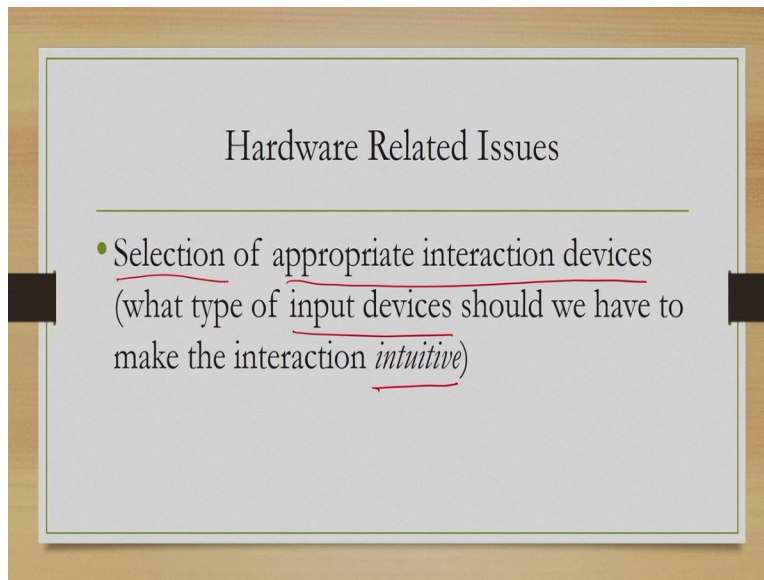 Hardware Related Issues
• Selection of appropriate interaction devices
(what type of input devices should we have to
make the interaction intuitive)